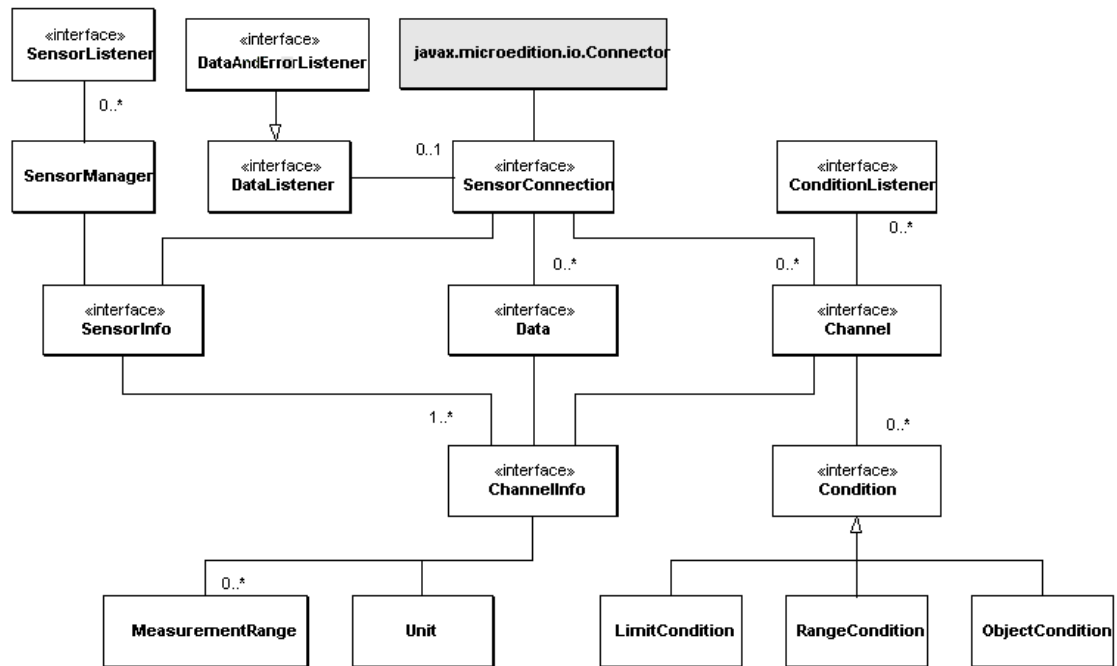 «interface»
SensorListener
«interface»
DataAndErrorListener
javax.microedition.io.Connector
0..*
SensorManager
«interface»
DataListener
0..1
«interface»
SensorConnection
«interface»
ConditionListener
0..*
0..*
0..*
«interface»
SensorInfo
«interface»
Data
«interface»
Channel
1..*
0..*
«interface»
ChannelInfo
«interface»
Condition
0..*
MeasurementRange
Unit
LimitCondition
RangeCondition
ObjectCondition